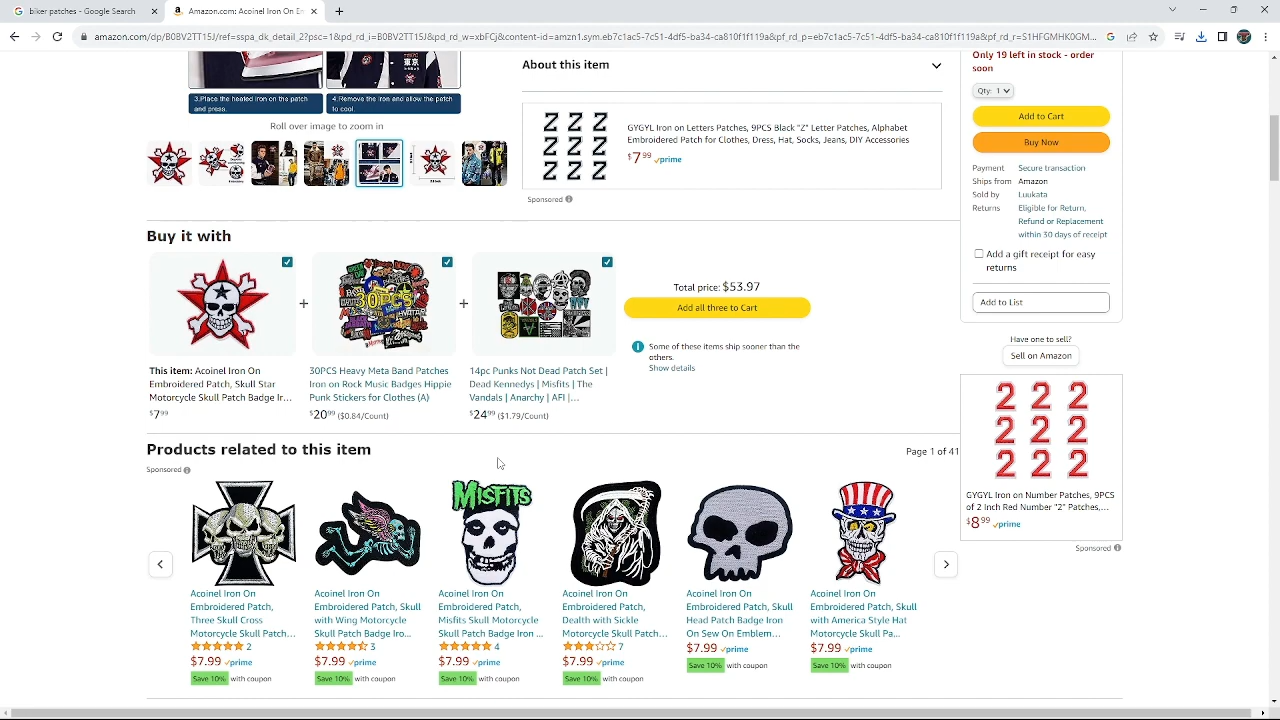 biker patches - Google Search
Amazon.com: Acoinel Iron On Em
amazon.com/dp/B0BV2TT15J/ref=sspa_dk_detail_2?psc=1&pd_rd_i=B0BV2TT15J&pd_rd_w=xbFCj&content-id=amzn1.sym.eb7c1ac5-7c51-4df5-ba34-ca810f1f119a&pf_rd_p=eb7c1ac5-7c51-4df5-ba34-ca810f1f119a&pf_rd_r=S1HFGMHK0GM...
3.Place the heated iron on the patch
and press.
4.Remove the iron and allow the patch
to cool.
Roll over image to zoom in
About this item
GYGYL Iron on Letters Patches, 9PCS Black "Z" Letter Patches, Alphabet
Embroidered Patch for Clothes, Dress, Hat, Socks, Jeans, DIY Accessories
$7.99 prime
Sponsored
Only 19 left in stock - order
soon
Qty: 1
Add to Cart
Buy Now
Payment Secure transaction
Ships from Amazon
Sold by Luukata
Returns Eligible for Return,
Refund or Replacement
within 30 days of receipt
Add a gift receipt for easy
returns
Add to List
Have one to sell?
Sell on Amazon
Buy it with
30PCS
Total price: $53.97
Add all three to Cart
Some of these items ship sooner than the
others.
Show details
This item: Acoinel Iron On
Embroidered Patch, Skull Star
Motorcycle Skull Patch Badge Ir...
$7.99
30PCS Heavy Meta Band Patches
Iron on Rock Music Badges Hippie
Punk Stickers for Clothes (A)
$20.99 ($0.84/Count)
14pc Punks Not Dead Patch Set |
Dead Kennedys | Misfits | The
Vandals | Anarchy | AFI |...
$24.99 ($1.79/Count)
GYGYL Iron on Number Patches, 9PCS
of 2 Inch Red Number "2" Patches,...
$8.99 prime
Sponsored
Products related to this item
Page 1 of 41
Sponsored
MISFITS
Acoinel Iron On
Embroidered Patch,
Three Skull Cross
Motorcycle Skull Patch...
2
$7.99 prime
Save 10% with coupon
Acoinel Iron On
Embroidered Patch, Skull
with Wing Motorcycle
Skull Patch Badge Iro...
3
$7.99 prime
Save 10% with coupon
Acoinel Iron On
Embroidered Patch,
Misfits Skull Motorcycle
Skull Patch Badge Iron ...
4
$7.99 prime
Save 10% with coupon
Acoinel Iron On
Embroidered Patch,
Death with Sickle
Motorcycle Skull Patch...
7
$7.99 prime
Save 10% with coupon
Acoinel Iron On
Embroidered Patch, Skull
Head Patch Badge Iron
On Sew On Emblem...
$7.99 prime
Save 10% with coupon
Acoinel Iron On
Embroidered Patch, Skull
with America Style Hat
Motorcycle Skull Pa...
$7.99 prime
Save 10% with coupon